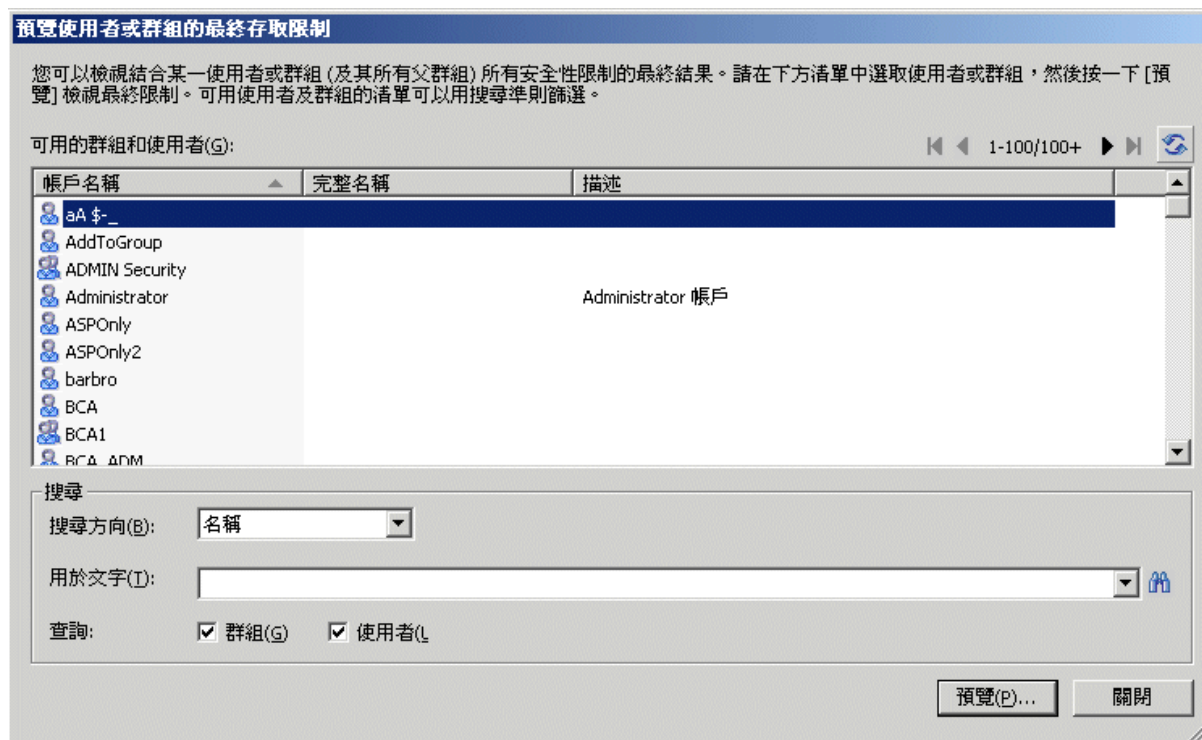 預覽使用者或群組的最終存取限制
您可以檢視結合某一使用者或群組 (及其所有父群組) 所有安全性限制的最終結果。請在下方清單中選取使用者或群組，然後按一下 [預
覽] 檢視最終限制。可用使用者及群組的清單可以用搜尋準則篩選。
可用的群組和使用者(G): 1-100/100+
帳戶名稱 完整名稱 描述
aA $-_
AddToGroup
ADMIN Security
Administrator Administrator 帳戶
ASPOnly
ASPOnly2
barbro
BCA
BCA1
BCA_ADM
搜尋
搜尋方向(B): 名稱
用於文字(T):
查詢: 群組(G) 使用者(L
預覽(P)... 關閉